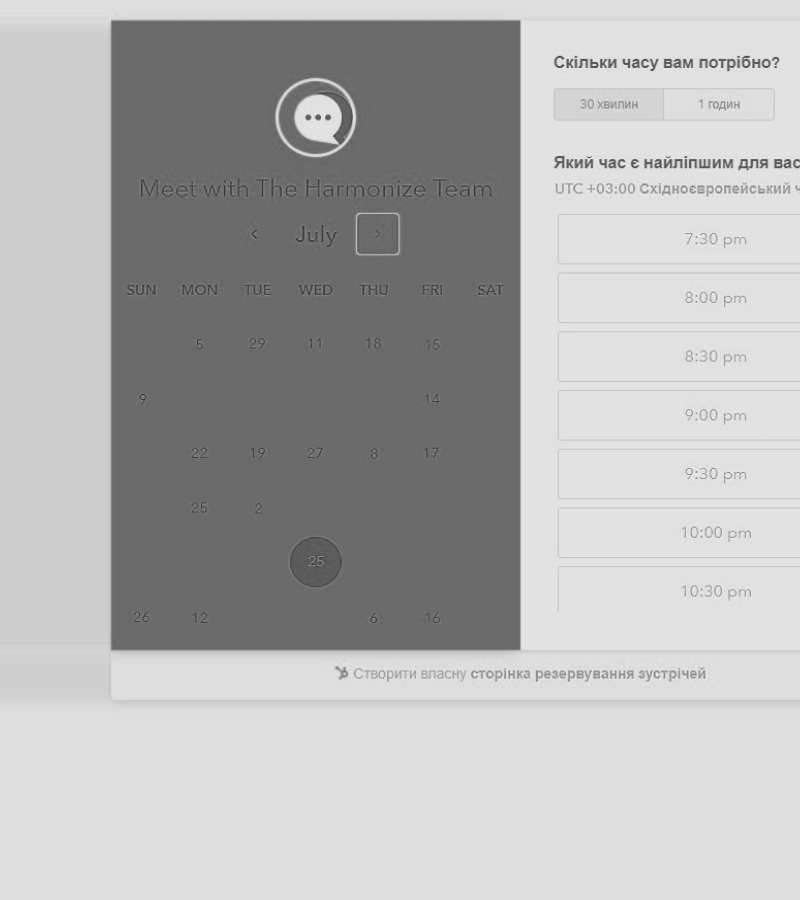 Meet with The Harmonize Team
July
SUN MON TUE WED THU FRI SAT
5 29 11 18 15
9 14
22 19 27 8 17
25 2
25
26 12 6 16
Скільки часу вам потрібно?
30 хвилин 1 годин
Який час є найліпшим для вас
UTC +03:00 Східноєвропейський ч
7:30 pm
8:00 pm
8:30 pm
9:00 pm
9:30 pm
10:00 pm
10:30 pm
Створити власну сторінка резервування зустрічей